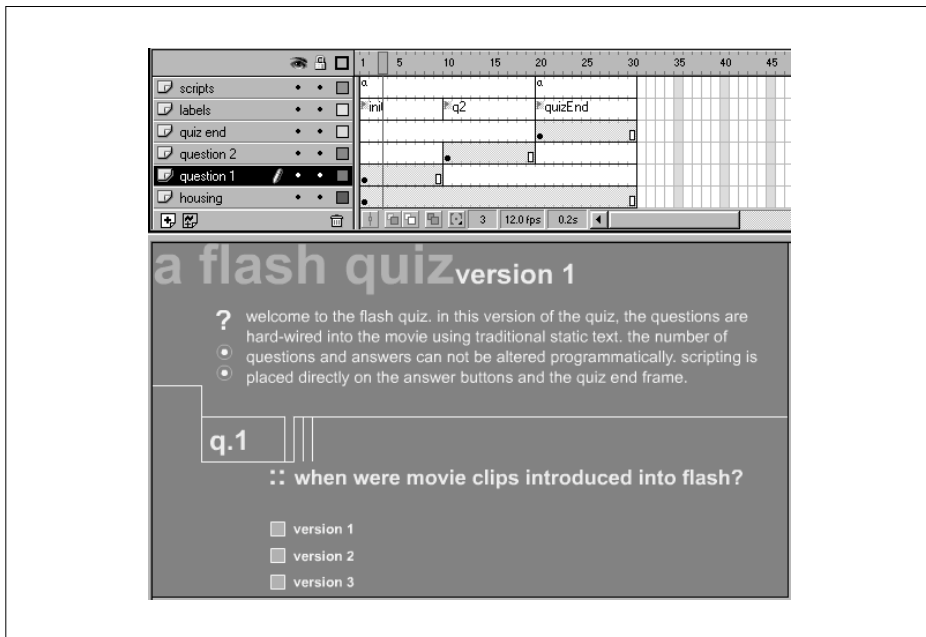 1 5 10 15 20 25 30 35 40 45
scripts a a
labels init q2 quizEnd
quiz end
question 2
question 1
housing
3 12.0 fps 0.2s
a flash quiz version 1
? welcome to the flash quiz. in this version of the quiz, the questions are
hard-wired into the movie using traditional static text. the number of
questions and answers can not be altered programmatically. scripting is
placed directly on the answer buttons and the quiz end frame.
q.1
:: when were movie clips introduced into flash?
version 1
version 2
version 3